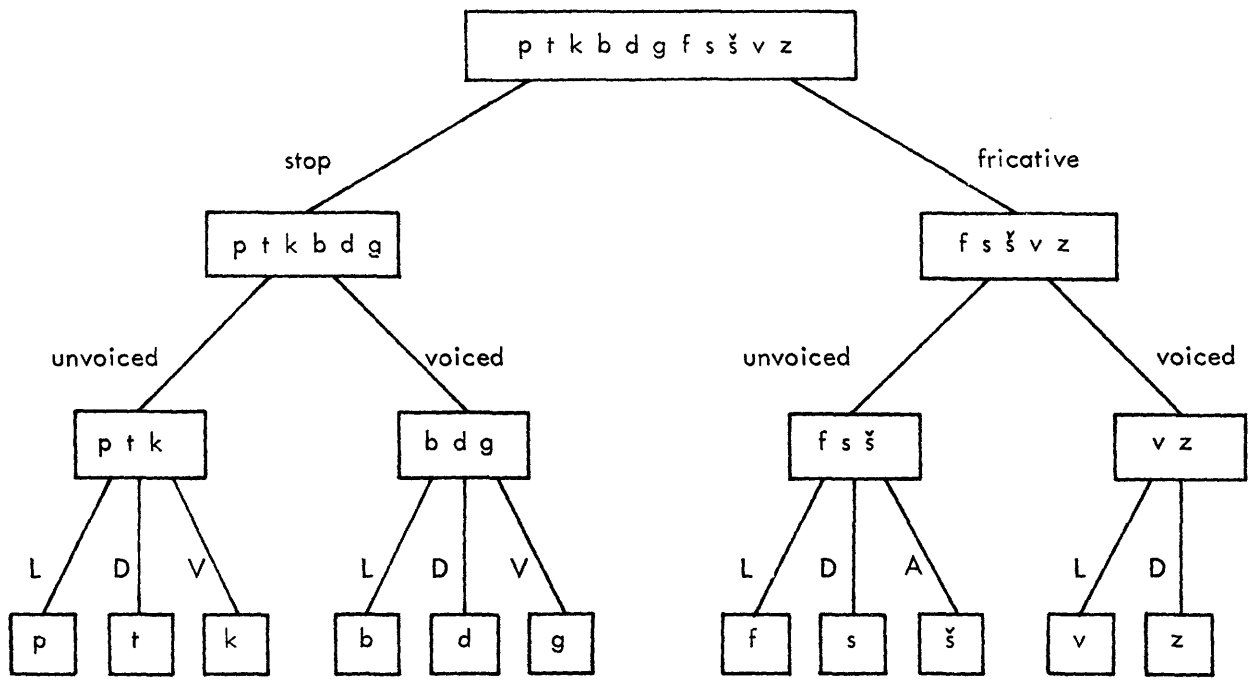 p t k b d g f s š v z
stop
fricative
p t k b d g
f s š v z
unvoiced
voiced
unvoiced
voiced
p t k
b d g
f s š
v z
L D V L D V L D A L D
p t k b d g f s š v z